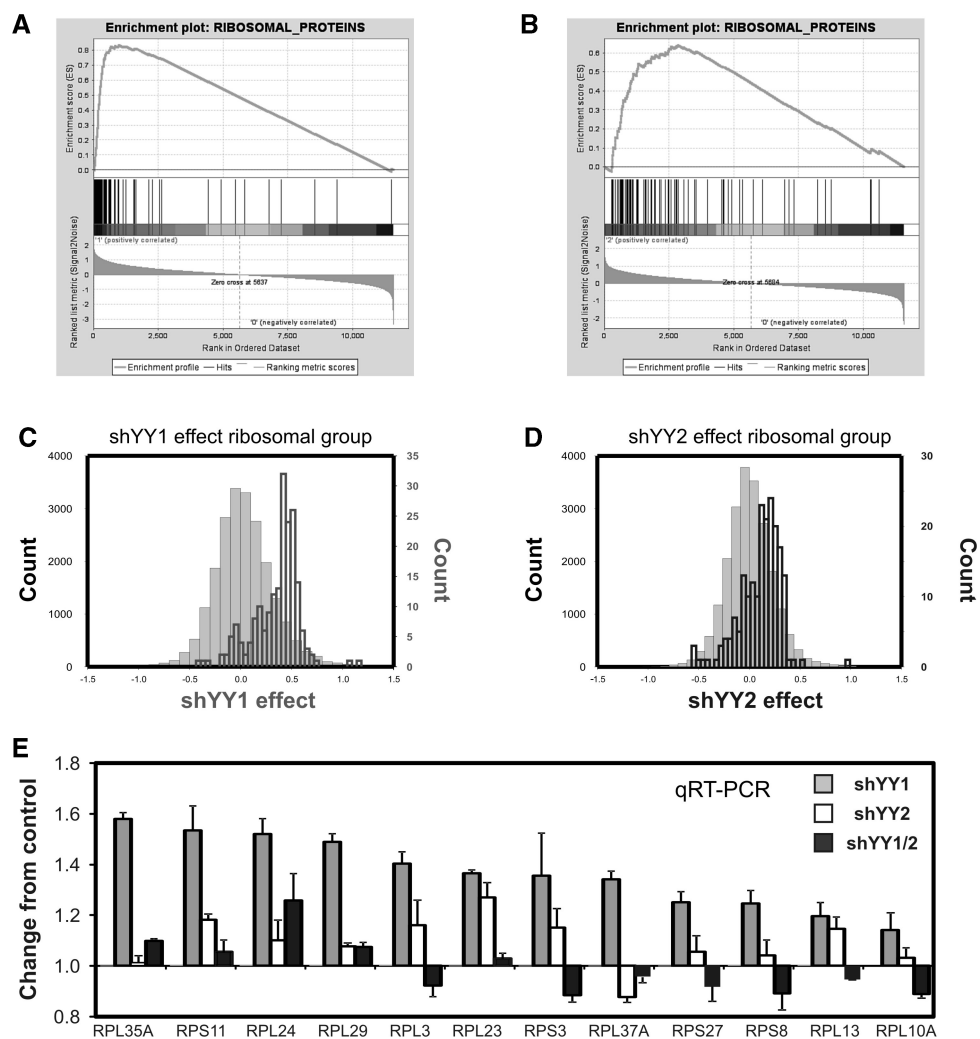 A
Enrichment plot: RIBOSOMAL_PROTEINS
Enrichment score (ES)
0.8
0.7
0.6
0.5
0.4
0.3
0.2
0.1
0.0
'1' (positively correlated)
Ranked list metric (Signal2Noise)
2
1
0
-1
-2
-3
Zero cross at 5637
'0' (negatively correlated)
0 2,500 5,000 7,500 10,000
Rank in Ordered Dataset
Enrichment profile Hits Ranking metric scores
B
Enrichment plot: RIBOSOMAL_PROTEINS
Enrichment score (ES)
0.6
0.5
0.4
0.3
0.2
0.1
0.0
'2' (positively correlated)
Ranked list metric (Signal2Noise)
2
1
0
-1
-2
Zero cross at 5694
'0' (negatively correlated)
0 2,500 5,000 7,500 10,000
Rank in Ordered Dataset
Enrichment profile Hits Ranking metric scores
C
shYY1 effect ribosomal group
Count
4000
3000
2000
1000
0
35
30
25
20
15
10
5
0
Count
-1.5 -1.0 -0.5 0.0 0.5 1.0 1.5
shYY1 effect
D
shYY2 effect ribosomal group
Count
4000
3000
2000
1000
0
30
20
10
0
Count
-1.5 -1.0 -0.5 0.0 0.5 1.0 1.5
shYY2 effect
E
Change from control
1.8
1.6
1.4
1.2
1.0
0.8
qRT-PCR
shYY1
shYY2
shYY1/2
RPL35A RPS11 RPL24 RPL29 RPL3 RPL23 RPS3 RPL37A RPS27 RPS8 RPL13 RPL10A